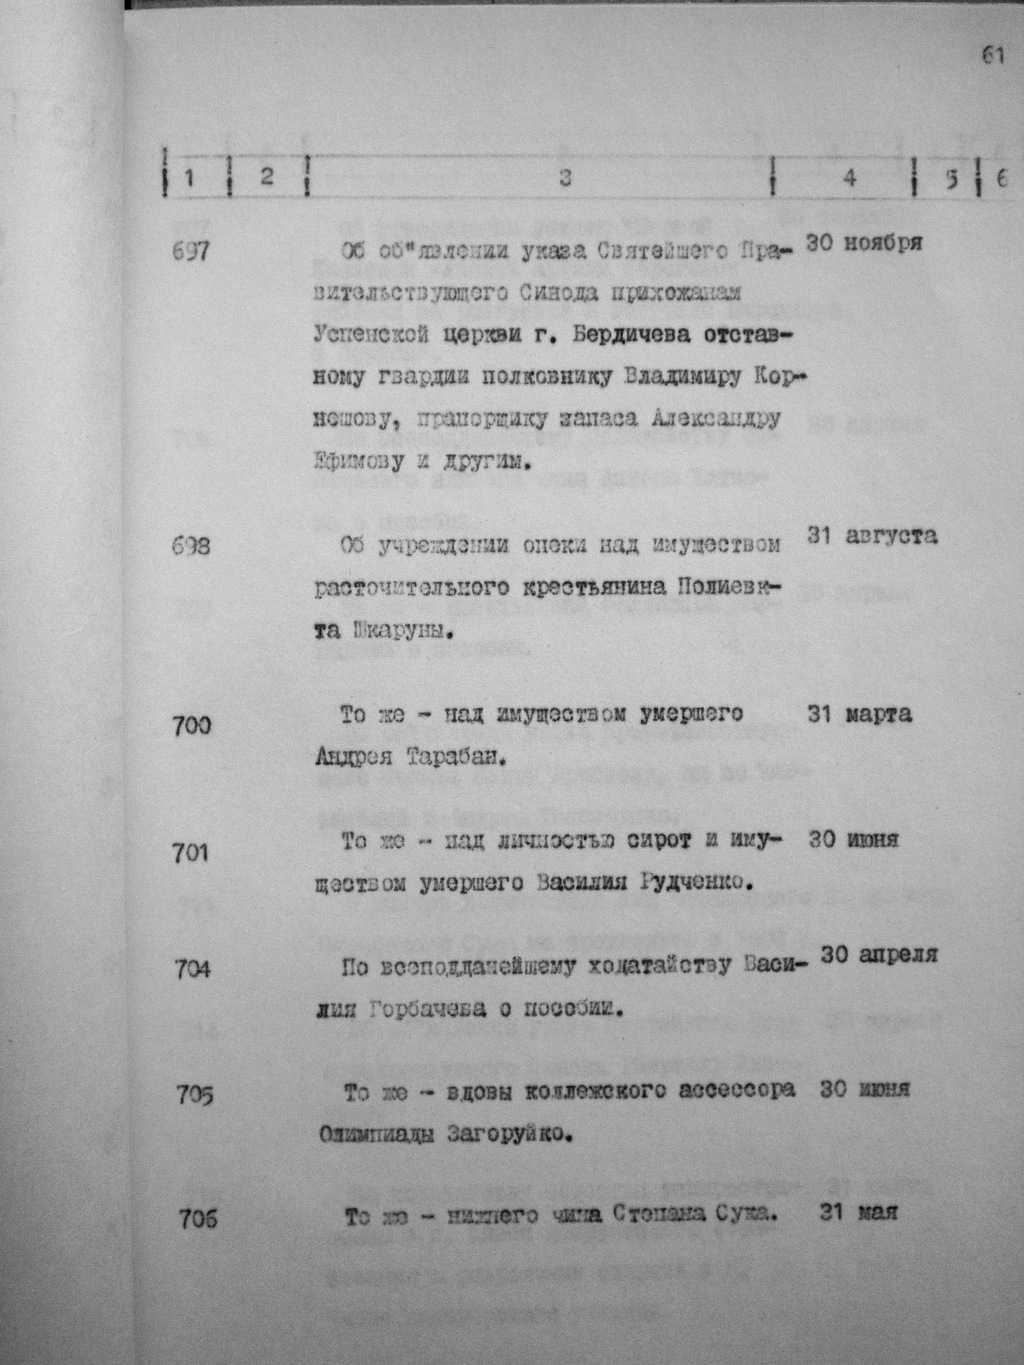 61
1 2 3 4 5 6
697 Об об"явлении указа Святейшего Пра- 30 ноября
вительствующего Синода прихожанам
Успенской церкви г. Бердичева отстав-
ному гвардии полковнику Владимиру Кор-
нешову, прапорщику запаса Александру
Ефимову и другим.
698 Об учреждении опеки над имуществом 31 августа
расточительного крестьянина Полиевк-
та Шкаруны.
700 То же - над имуществом умершего 31 марта
Андрея Тарабан.
701 То же - над личностью сирот и иму- 30 июня
ществом умершего Василия Рудченко.
704 По всеподданейшему ходатайству Васи- 30 апреля
лия Горбачева о пособии.
705 То же - вдовы коллежского ассессора 30 июня
Олимпиады Загоруйко.
706 То же - нижнего чина Степана Сука. 31 мая